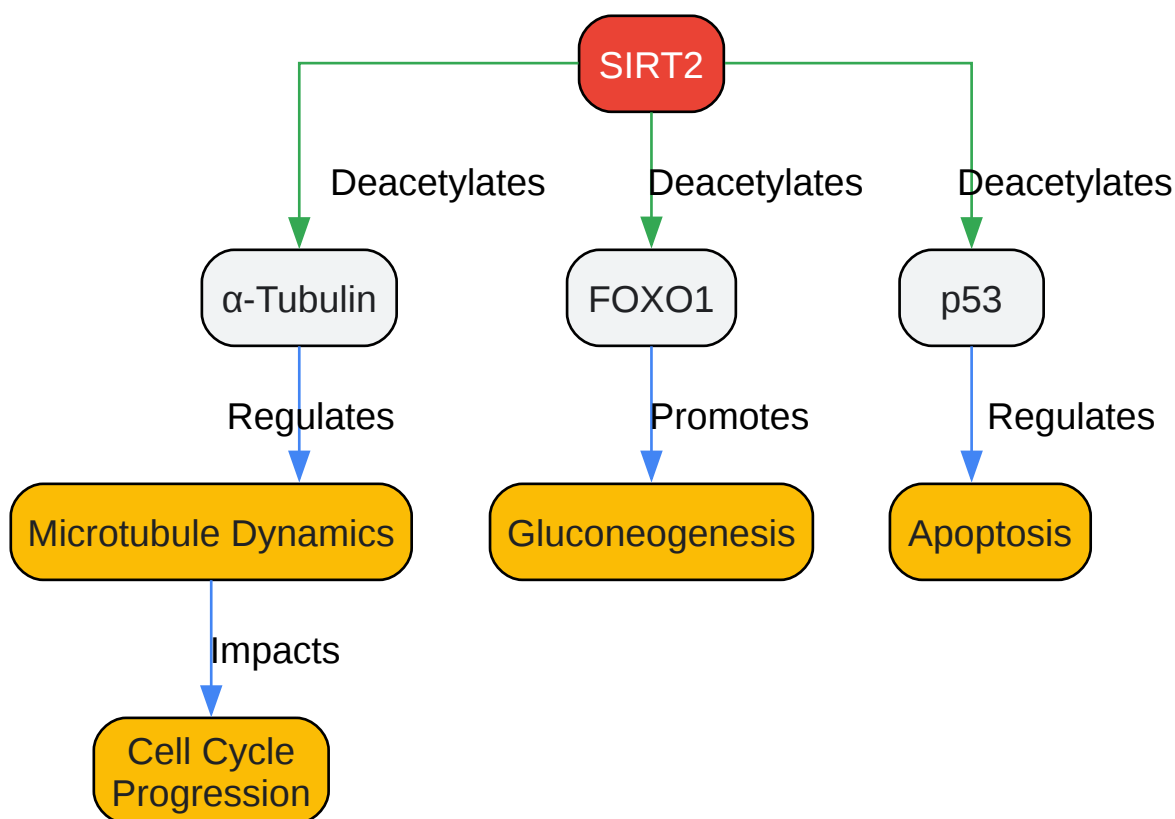 SIRT2
Deacetylates
Deacetylates
Deacetylates
α-Tubulin
FOXO1
p53
Regulates
Promotes
Regulates
Microtubule Dynamics
Gluconeogenesis
Apoptosis
Impacts
Cell Cycle
Progression